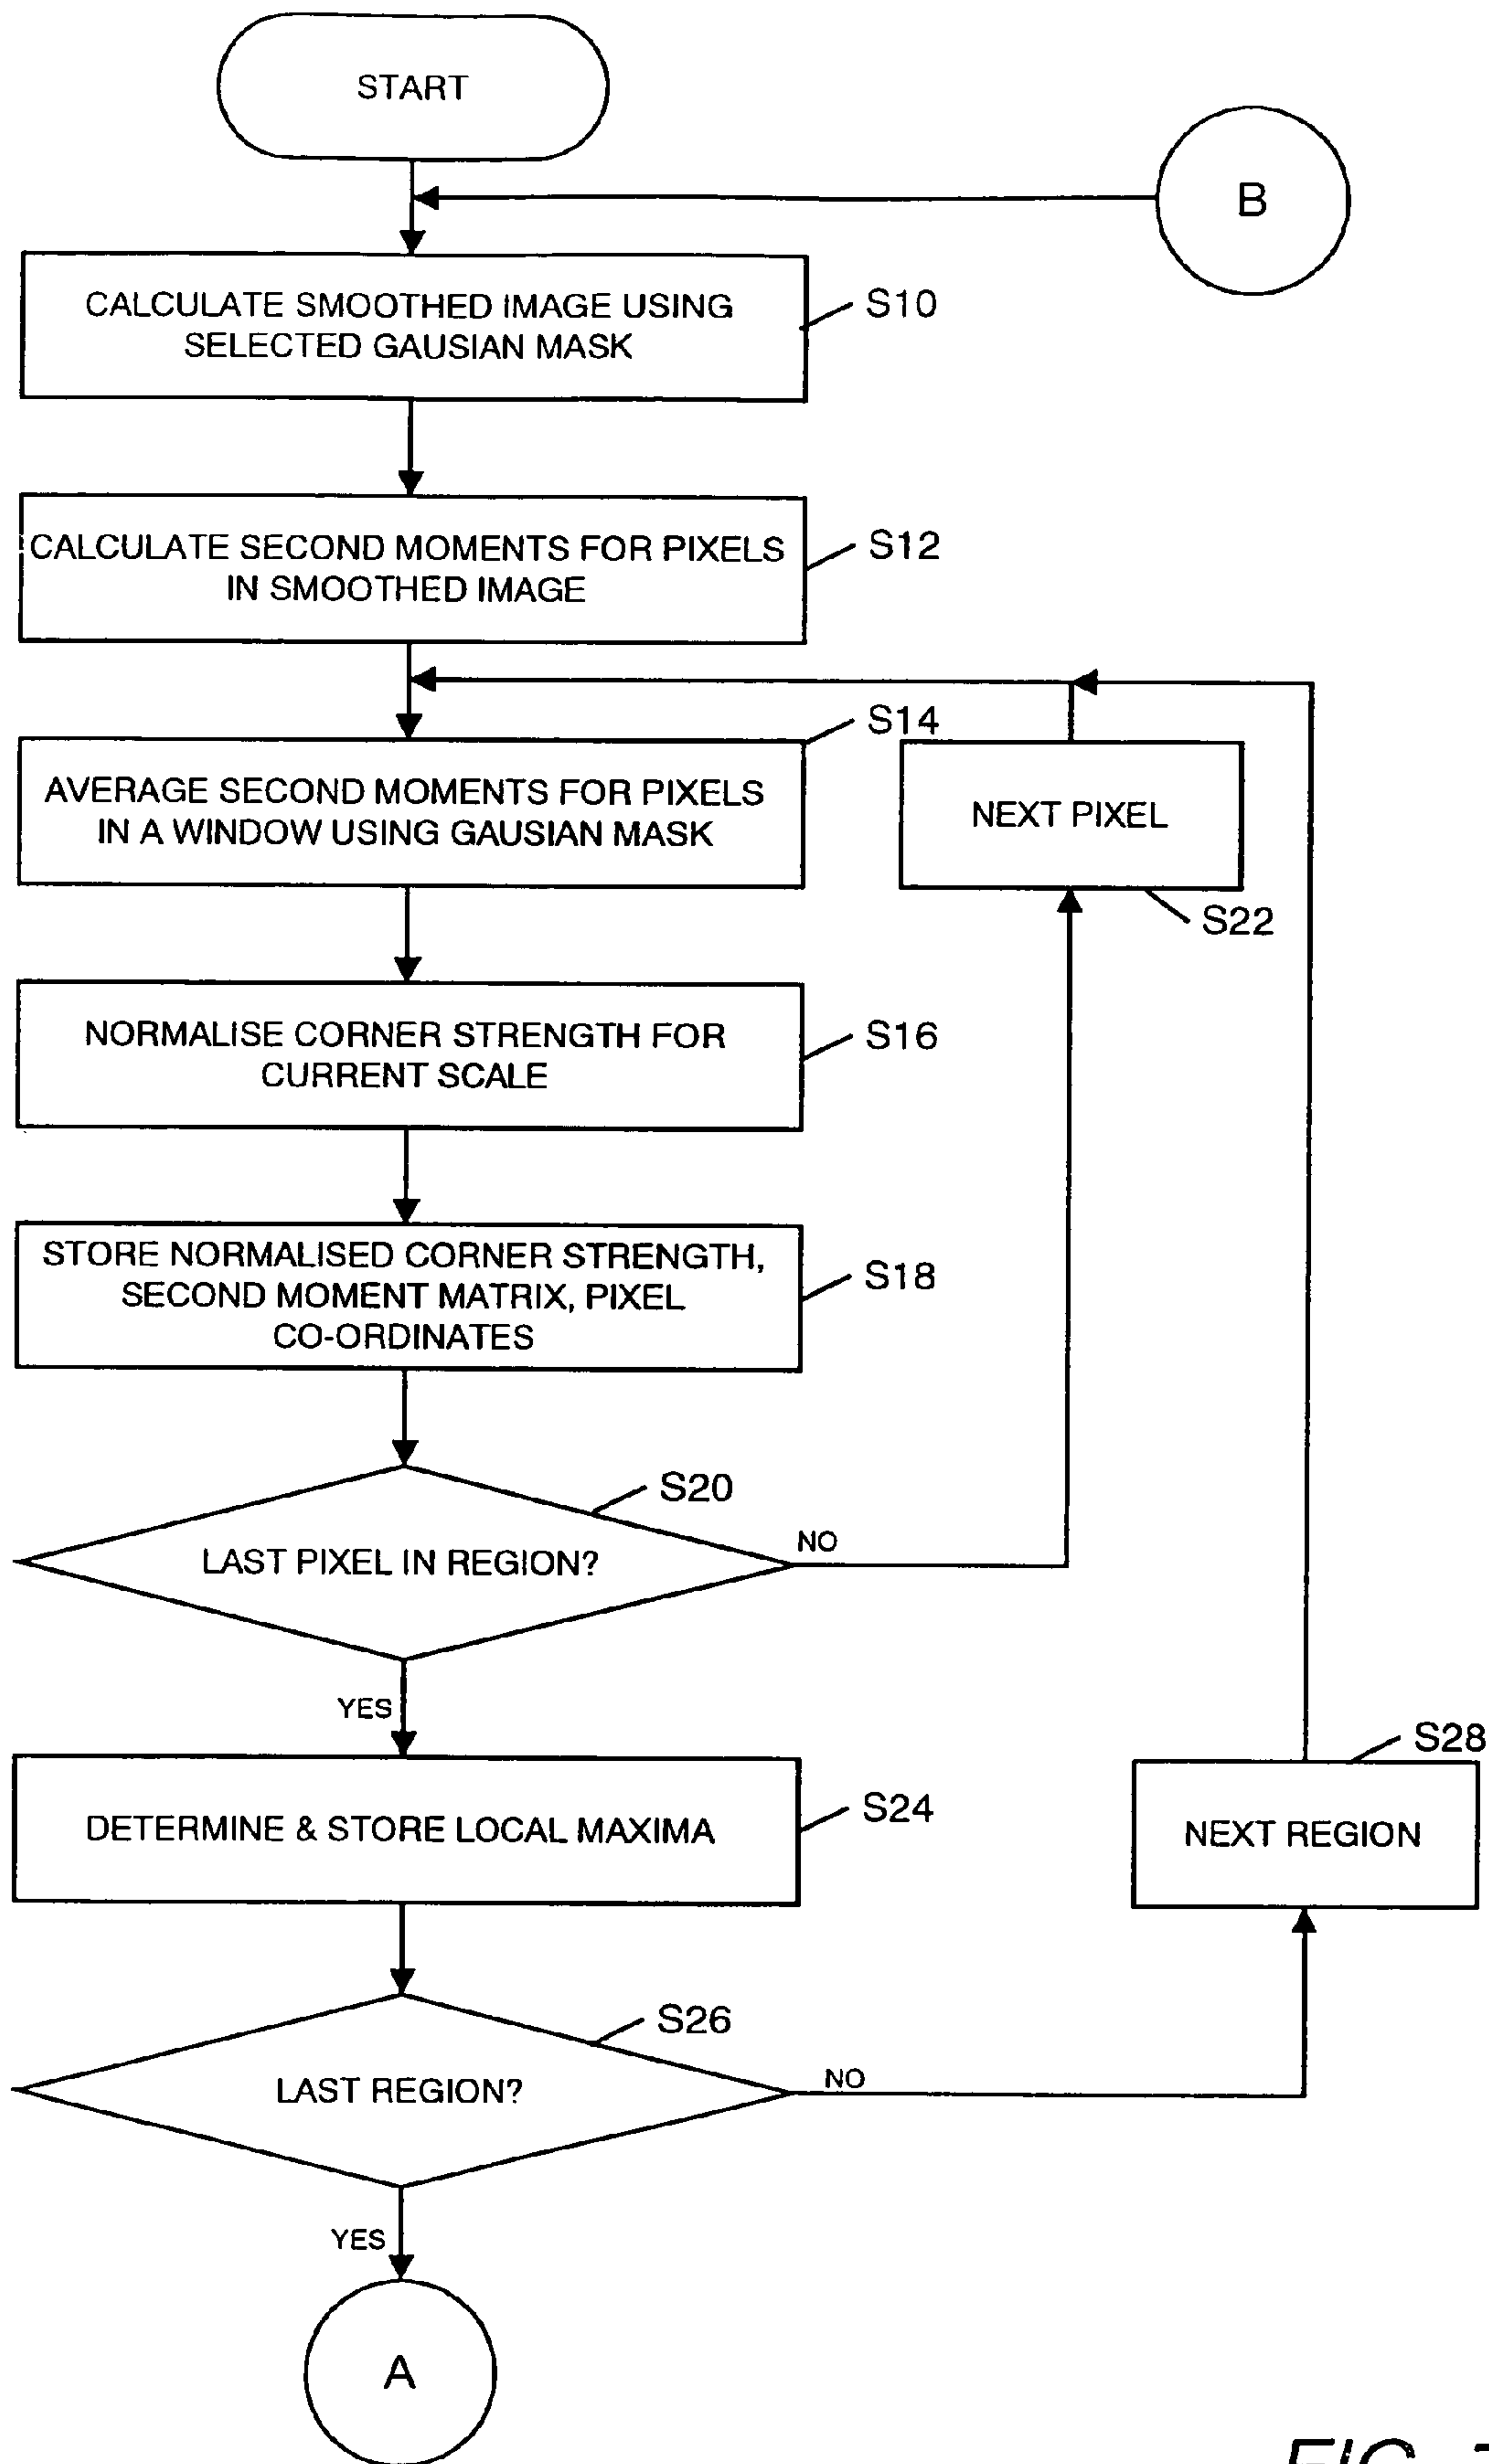 START
B
CALCULATE SMOOTHED IMAGE USING
SELECTED GAUSIAN MASK
S10
CALCULATE SECOND MOMENTS FOR PIXELS
IN SMOOTHED IMAGE
S12
S14
AVERAGE SECOND MOMENTS FOR PIXELS
IN A WINDOW USING GAUSIAN MASK
NEXT PIXEL
S22
NORMALISE CORNER STRENGTH FOR
CURRENT SCALE
S16
STORE NORMALISED CORNER STRENGTH,
SECOND MOMENT MATRIX, PIXEL
CO-ORDINATES
S18
S20
LAST PIXEL IN REGION?
NO
YES
S28
DETERMINE & STORE LOCAL MAXIMA
S24
NEXT REGION
S26
LAST REGION?
NO
YES
A
FIG.